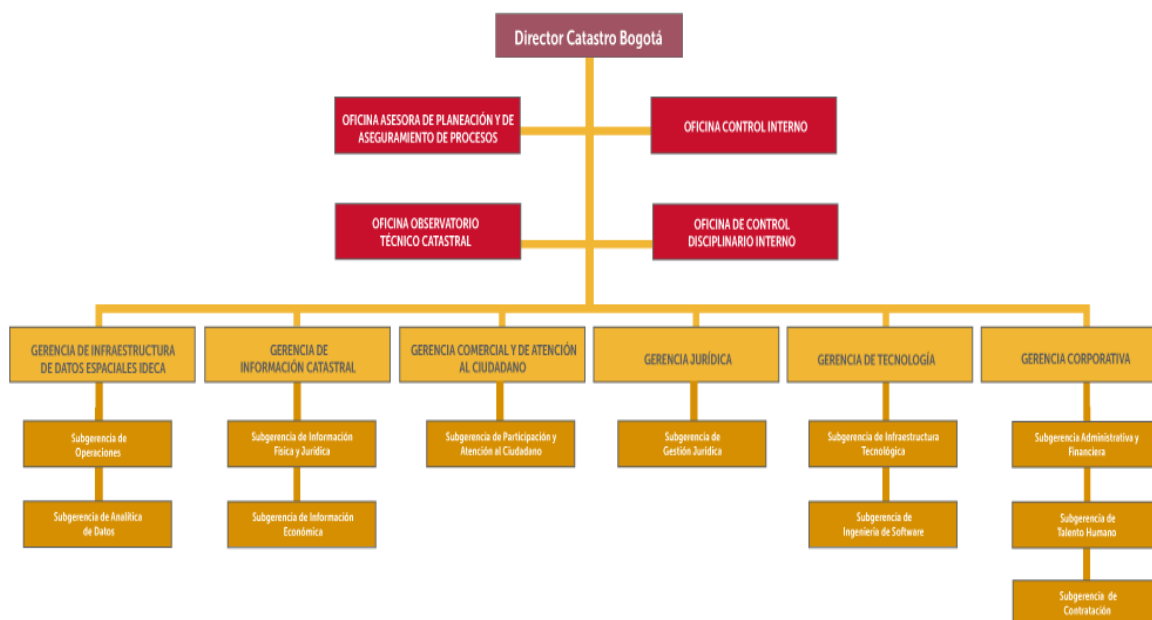 Director Catastro Bogotá
OFICINA ASESORA DE PLANEACIÓN Y DE
ASEGURAMIENTO DE PROCESOS
OFICINA CONTROL INTERNO
OFICINA OBSERVATORIO
TÉCNICO CATASTRAL
OFICINA DE CONTROL
DISCIPLINARIO INTERNO
GERENCIA DE INFRAESTRUCTURA
DE DATOS ESPACIALES IDECA
GERENCIA DE
INFORMACIÓN CATASTRAL
GERENCIA COMERCIAL Y DE ATENCIÓN
AL CIUDADANO
GERENCIA JURÍDICA
GERENCIA DE TECNOLOGÍA
GERENCIA CORPORATIVA
Subgerencia de
Operaciones
Subgerencia de Información
Física y Jurídica
Subgerencia de Participación y
Atención al Ciudadano
Subgerencia de
Gestión Jurídica
Subgerencia de Infraestructura
Tecnológica
Subgerencia Administrativa y
Financiera
Subgerencia de Analítica
de Datos
Subgerencia de Información
Económica
Subgerencia de
Ingeniería de Software
Subgerencia de
Talento Humano
Subgerencia de
Contratación